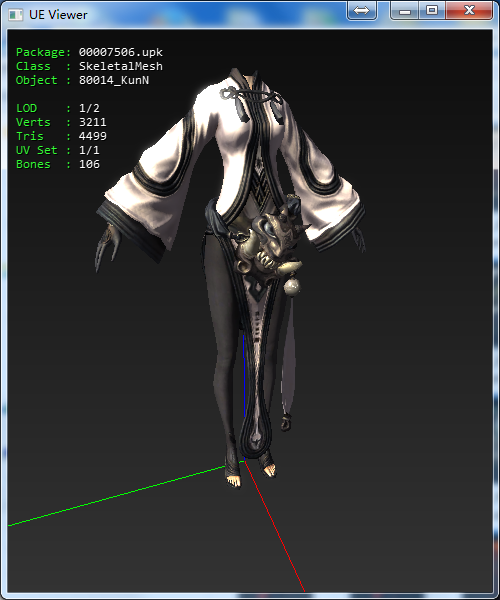 UE Viewer
Package: 00007506.upk
Class  : SkeletalMesh
Object : 80014_KunN
LOD    : 1/2
Verts  : 3211
Tris   : 4499
UV Set : 1/1
Bones  : 106